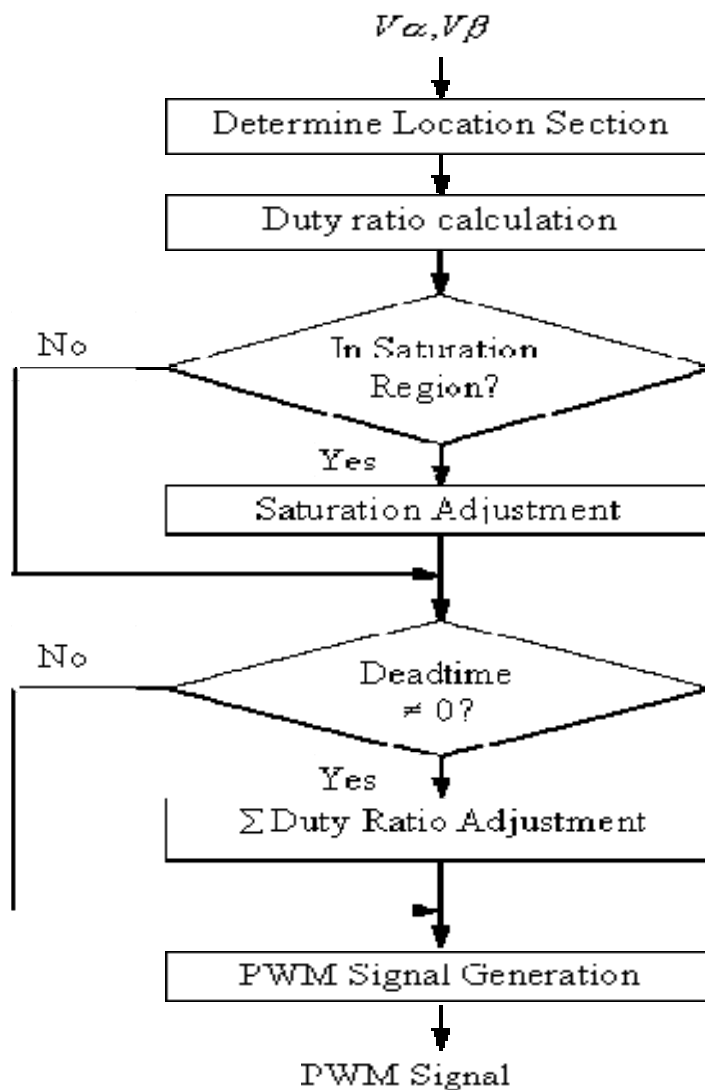 Vα,Vβ
Determine Location Section
Duty ratio calculation
No
In Saturation
Region?
Yes
Saturation Adjustment
No
Deadtime
≠ 0?
Yes
Σ Duty Ratio Adjustment
PWM Signal Generation
PWM Signal